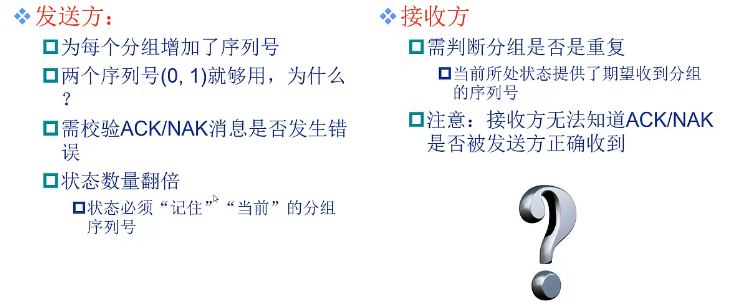 发送方：
为每个分组增加了序列号
两个序列号(0, 1)就够用，为什么
？
需校验ACK/NAK消息是否发生错
误
状态数量翻倍
状态必须“记住”“当前”的分组
序列号
接收方
需判断分组是否是重复
当前所处状态提供了期望收到分组
的序列号
注意：接收方无法知道ACK/NAK
是否被发送方正确收到
?